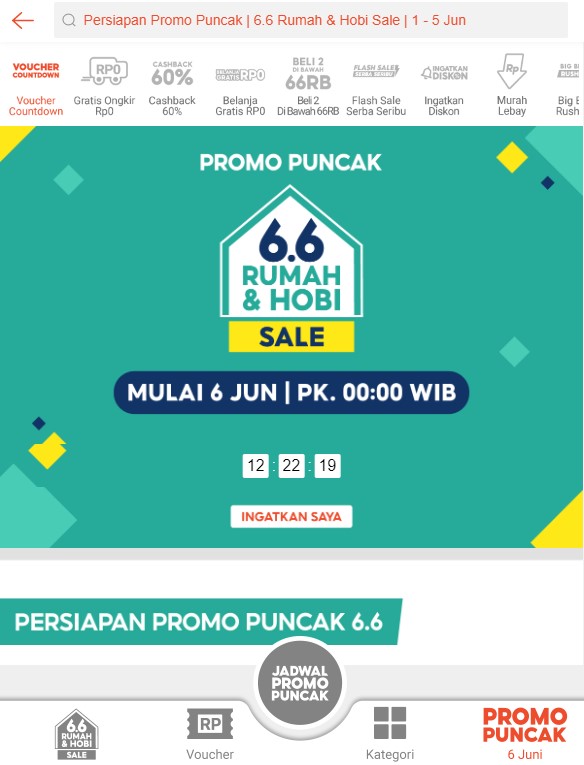 Persiapan Promo Puncak | 6.6 Rumah & Hobi Sale | 1 - 5 Jun
VOUCHER
COUNTDOWN
Voucher
Countdown
RP0
Gratis Ongkir
Rp0
CASHBACK
60%
Cashback
60%
BELANJA
GRATIS RP0
Belanja
Gratis RP0
BELI 2
DI BAWAH
66RB
Beli 2
Di Bawah 66RB
FLASH SALE
SERBA SERIBU
Flash Sale
Serba Seribu
INGATKAN
DISKON
Ingatkan
Diskon
Rp
Murah
Lebay
BIG B
RUSH
Big B
Rush
PROMO PUNCAK
6.6
RUMAH
& HOBI
SALE
MULAI 6 JUN | PK. 00:00 WIB
12 : 22 : 19
INGATKAN SAYA
PERSIAPAN PROMO PUNCAK 6.6
JADWAL
PROMO
PUNCAK
6.6
RUMAH
& HOBI
SALE
RP
Voucher
Kategori
PROMO
PUNCAK
6 Juni